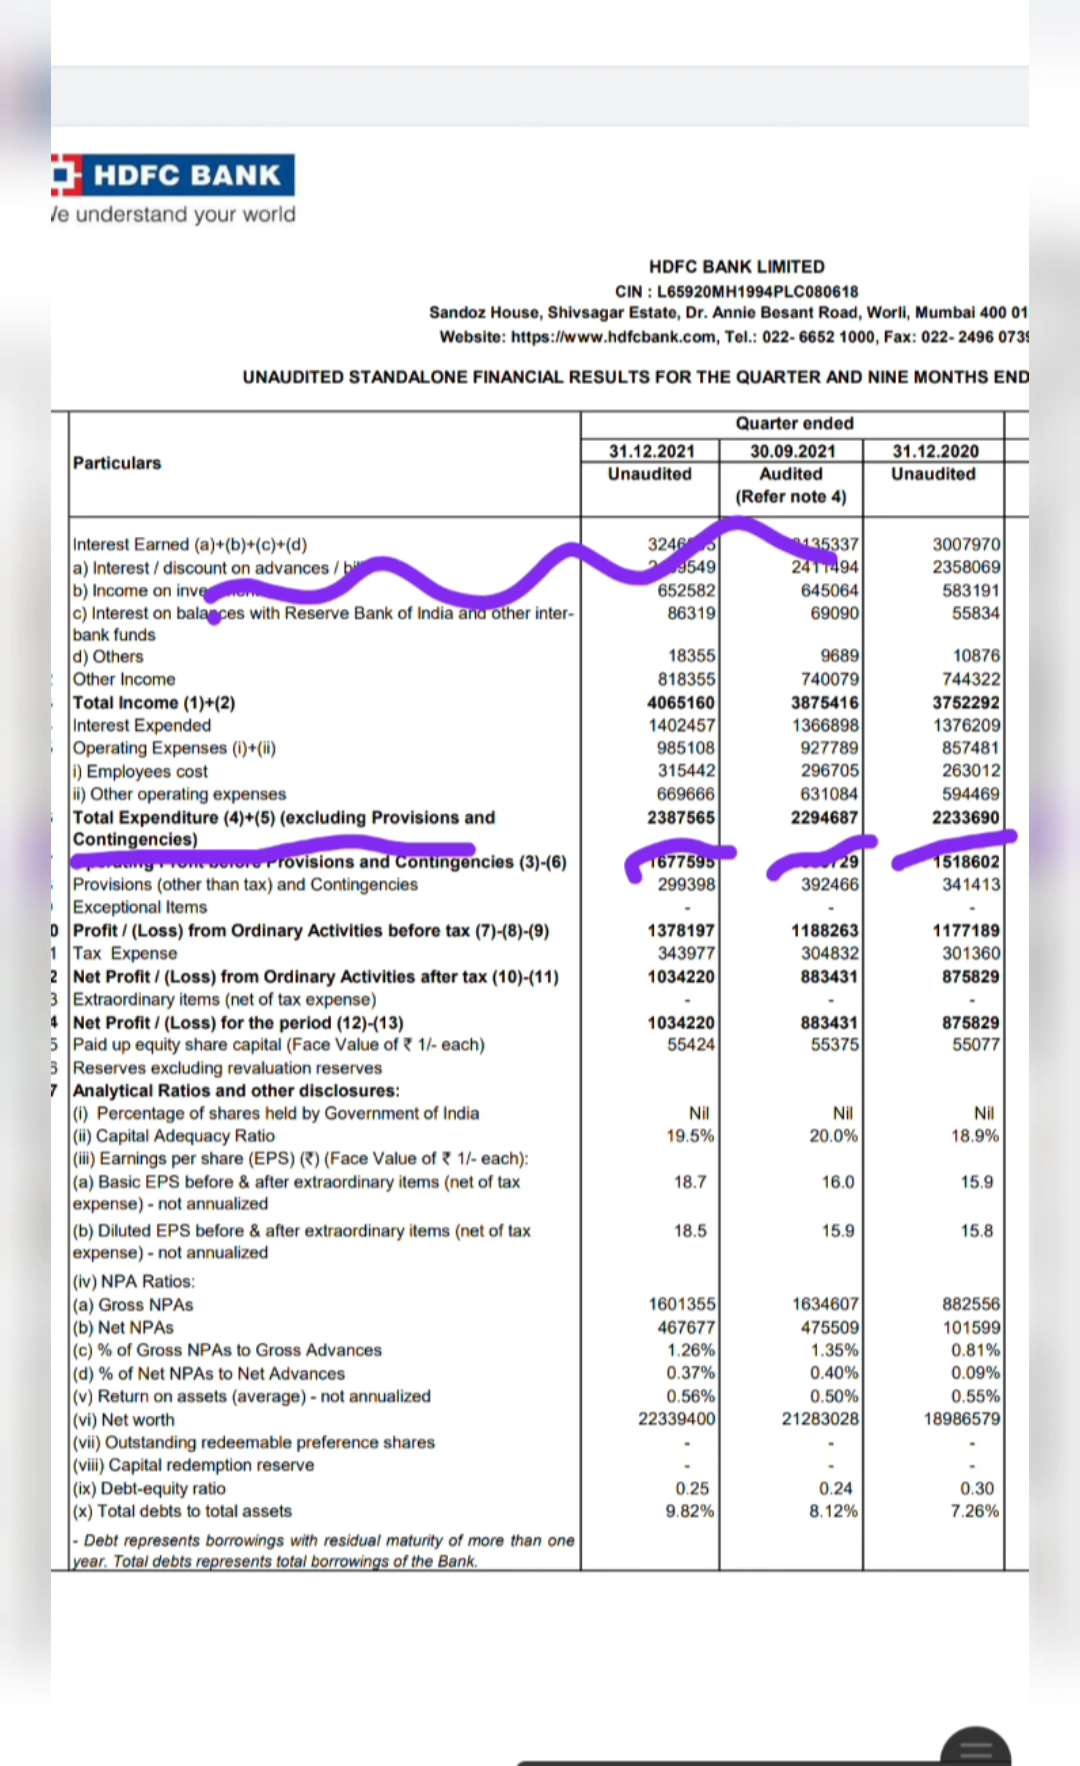 HDFC BANK
We understand your world
HDFC BANK LIMITED
CIN : L65920MH1994PLC080618
Sandoz House, Shivsagar Estate, Dr. Annie Besant Road, Worli, Mumbai 400 01
Website: https://www.hdfcbank.com, Tel.: 022- 6652 1000, Fax: 022- 2496 073
UNAUDITED STANDALONE FINANCIAL RESULTS FOR THE QUARTER AND NINE MONTHS END
Quarter ended
Particulars 31.12.2021 30.09.2021 31.12.2020
Unaudited Audited Unaudited
(Refer note 4)
Interest Earned (a)+(b)+(c)+(d) 3007970
a) Interest / discount on advances / 2411494 2358069
b) Income on 652582 645064 583191
c) Interest on balances with Reserve Bank of India and other inter- 86319 69090 55834
bank funds
d) Others 18355 9689 10876
Other Income 818355 740079 744322
Total Income (1)+(2) 4065160 3875416 3752292
Interest Expended 1402457 1366898 1376209
Operating Expenses (i)+(ii) 985108 927789 857481
i) Employees cost 315442 296705 263012
ii) Other operating expenses 669666 631084 594469
Total Expenditure (4)+(5) (excluding Provisions and 2387565 2294687 2233690
Contingencies)
Provisions and Contingencies (3)-(6) 1677595 1518602
Provisions (other than tax) and Contingencies 299398 392466 341413
Exceptional Items - - -
0 Profit / (Loss) from Ordinary Activities before tax (7)-(8)-(9) 1378197 1188263 1177189
1 Tax Expense 343977 304832 301360
2 Net Profit / (Loss) from Ordinary Activities after tax (10)-(11) 1034220 883431 875829
3 Extraordinary items (net of tax expense) - - -
4 Net Profit / (Loss) for the period (12)-(13) 1034220 883431 875829
5 Paid up equity share capital (Face Value of ₹ 1/- each) 55424 55375 55077
6 Reserves excluding revaluation reserves
7 Analytical Ratios and other disclosures:
(i) Percentage of shares held by Government of India Nil Nil Nil
(ii) Capital Adequacy Ratio 19.5% 20.0% 18.9%
(iii) Earnings per share (EPS) (₹) (Face Value of ₹ 1/- each):
(a) Basic EPS before & after extraordinary items (net of tax 18.7 16.0 15.9
expense) - not annualized
(b) Diluted EPS before & after extraordinary items (net of tax 18.5 15.9 15.8
expense) - not annualized
(iv) NPA Ratios:
(a) Gross NPAs 1601355 1634607 882556
(b) Net NPAs 467677 475509 101599
(c) % of Gross NPAs to Gross Advances 1.26% 1.35% 0.81%
(d) % of Net NPAs to Net Advances 0.37% 0.40% 0.09%
(v) Return on assets (average) - not annualized 0.56% 0.50% 0.55%
(vi) Net worth 22339400 21283028 18986579
(vii) Outstanding redeemable preference shares - - -
(viii) Capital redemption reserve - - -
(ix) Debt-equity ratio 0.25 0.24 0.30
(x) Total debts to total assets 9.82% 8.12% 7.26%
- Debt represents borrowings with residual maturity of more than one
year. Total debts represents total borrowings of the Bank.